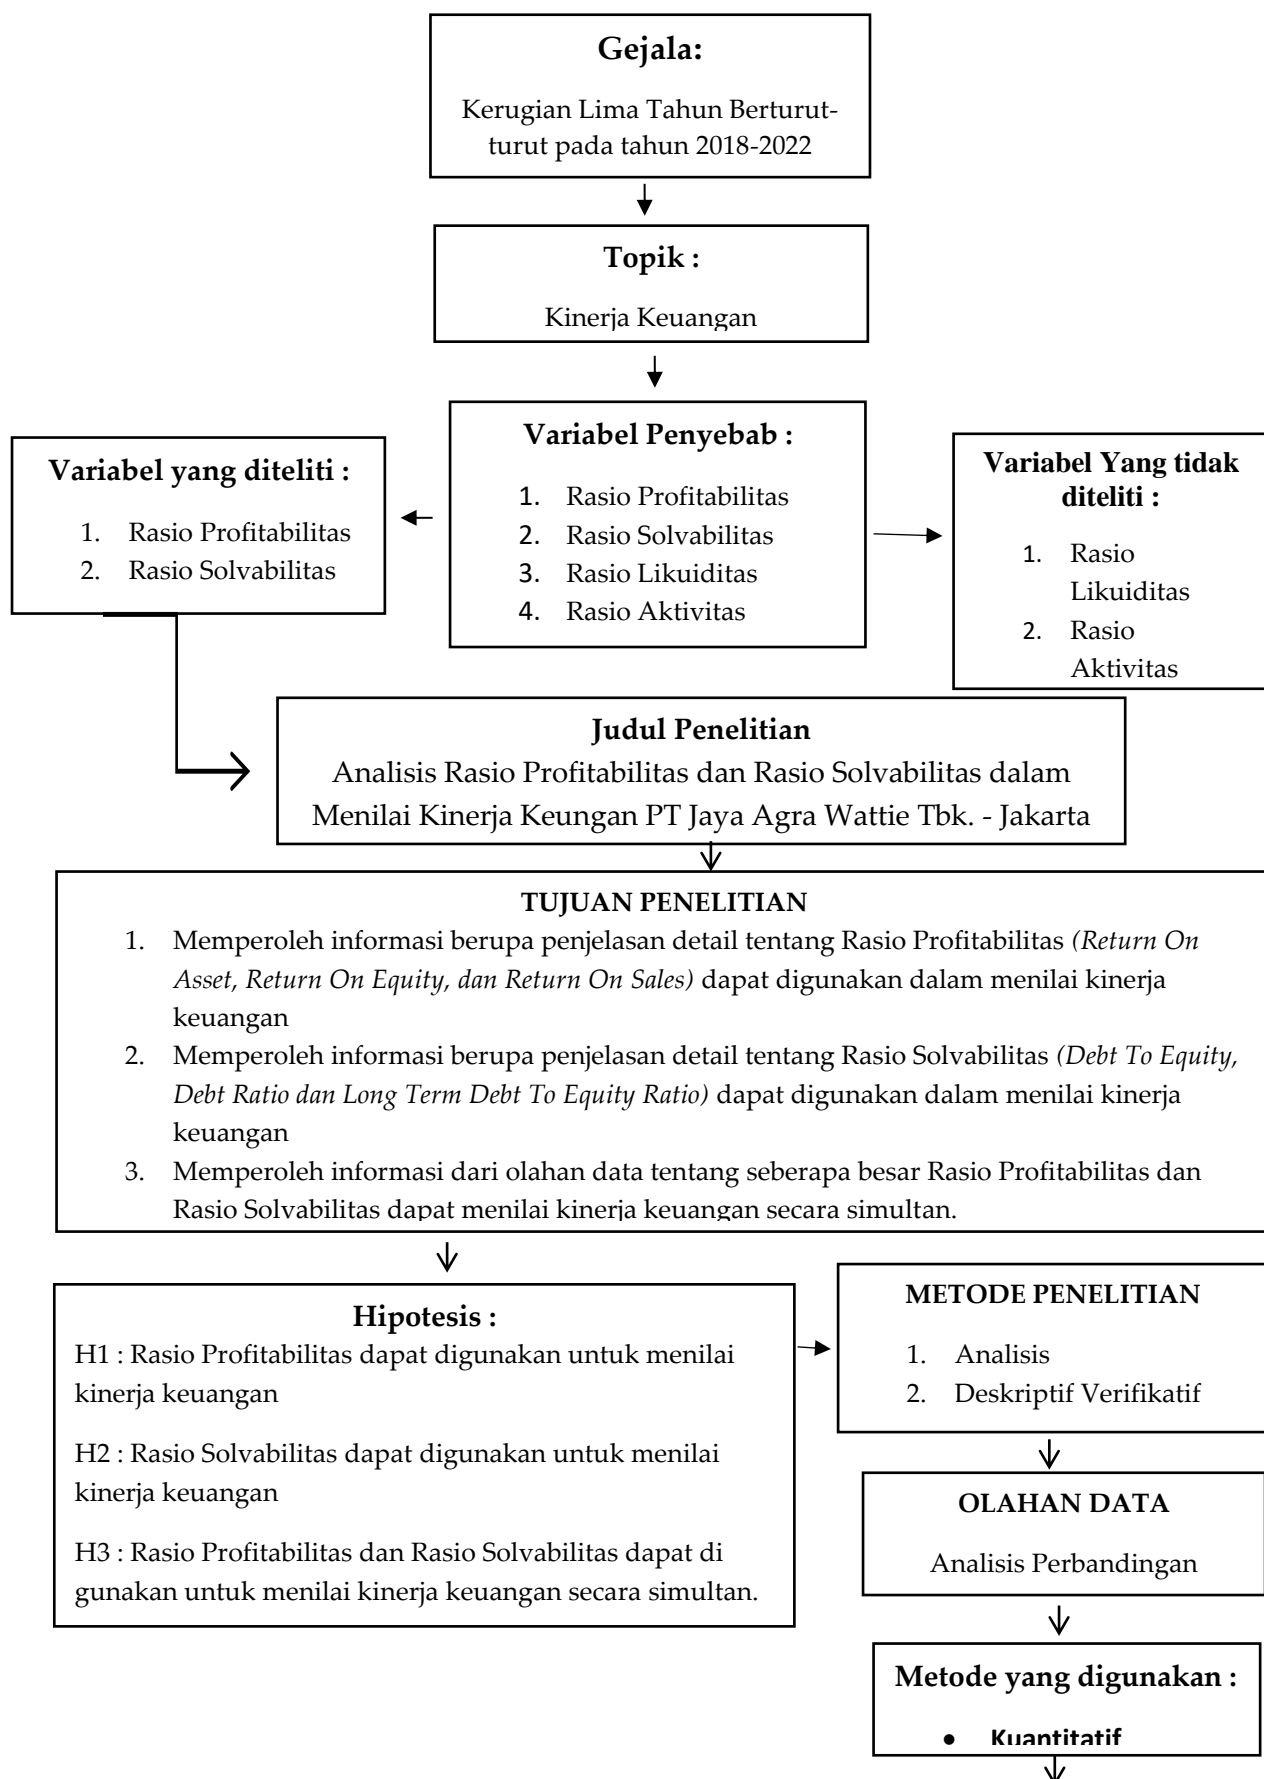 Gejala:
Kerugian Lima Tahun Berturut-
turut pada tahun 2018-2022
Topik :
Kinerja Keuangan
Variabel Penyebab :
1. Rasio Profitabilitas
2. Rasio Solvabilitas
3. Rasio Likuiditas
4. Rasio Aktivitas
Variabel yang diteliti :
1. Rasio Profitabilitas
2. Rasio Solvabilitas
Variabel Yang tidak
diteliti :
1. Rasio
Likuiditas
2. Rasio
Aktivitas
Judul Penelitian
Analisis Rasio Profitabilitas dan Rasio Solvabilitas dalam
Menilai Kinerja Keungan PT Jaya Agra Wattie Tbk. - Jakarta
TUJUAN PENELITIAN
1. Memperoleh informasi berupa penjelasan detail tentang Rasio Profitabilitas (Return On
Asset, Return On Equity, dan Return On Sales) dapat digunakan dalam menilai kinerja
keuangan
2. Memperoleh informasi berupa penjelasan detail tentang Rasio Solvabilitas (Debt To Equity,
Debt Ratio dan Long Term Debt To Equity Ratio) dapat digunakan dalam menilai kinerja
keuangan
3. Memperoleh informasi dari olahan data tentang seberapa besar Rasio Profitabilitas dan
Rasio Solvabilitas dapat menilai kinerja keuangan secara simultan.
Hipotesis :
H1 : Rasio Profitabilitas dapat digunakan untuk menilai
kinerja keuangan
H2 : Rasio Solvabilitas dapat digunakan untuk menilai
kinerja keuangan
H3 : Rasio Profitabilitas dan Rasio Solvabilitas dapat di
gunakan untuk menilai kinerja keuangan secara simultan.
METODE PENELITIAN
1. Analisis
2. Deskriptif Verifikatif
OLAHAN DATA
Analisis Perbandingan
Metode yang digunakan :
• Kuantitatif